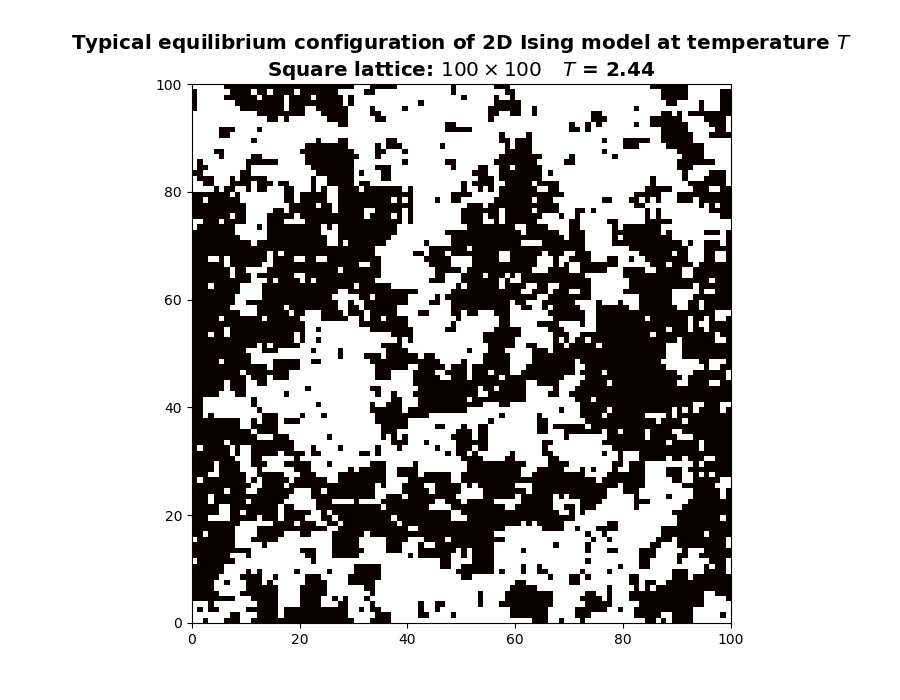 Typical equilibrium configuration of 2D Ising model at temperature T
Square lattice: 100 × 100 T = 2.44
100
80
60
40
20
0
0 20 40 60 80 100